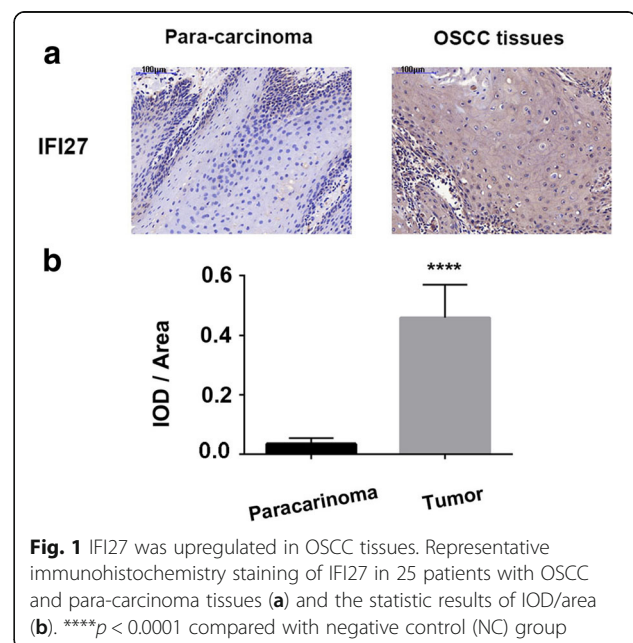 a
Para-carcinoma
OSCC tissues
100μm
100μm
IFI27
b
****
0.6
0.4
0.2
0.0
IOD / Area
Paracarinoma
Tumor
Fig. 1 IFI27 was upregulated in OSCC tissues. Representative
immunohistochemistry staining of IFI27 in 25 patients with OSCC
and para-carcinoma tissues (a) and the statistic results of IOD/area
(b). ****p < 0.0001 compared with negative control (NC) group